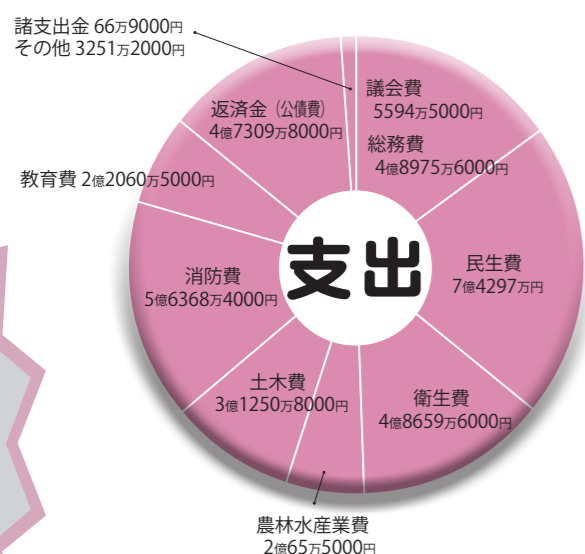 諸支出金 66万9000円
その他 3251万2000円
議会費
5594万5000円
総務費
4億8975万6000円
民生費
7億4297万円
衛生費
4億8659万6000円
農林水産業費
2億65万5000円
土木費
3億1250万8000円
消防費
5億6368万4000円
教育費 2億2060万5000円
返済金（公債費）
4億7309万8000円
支出